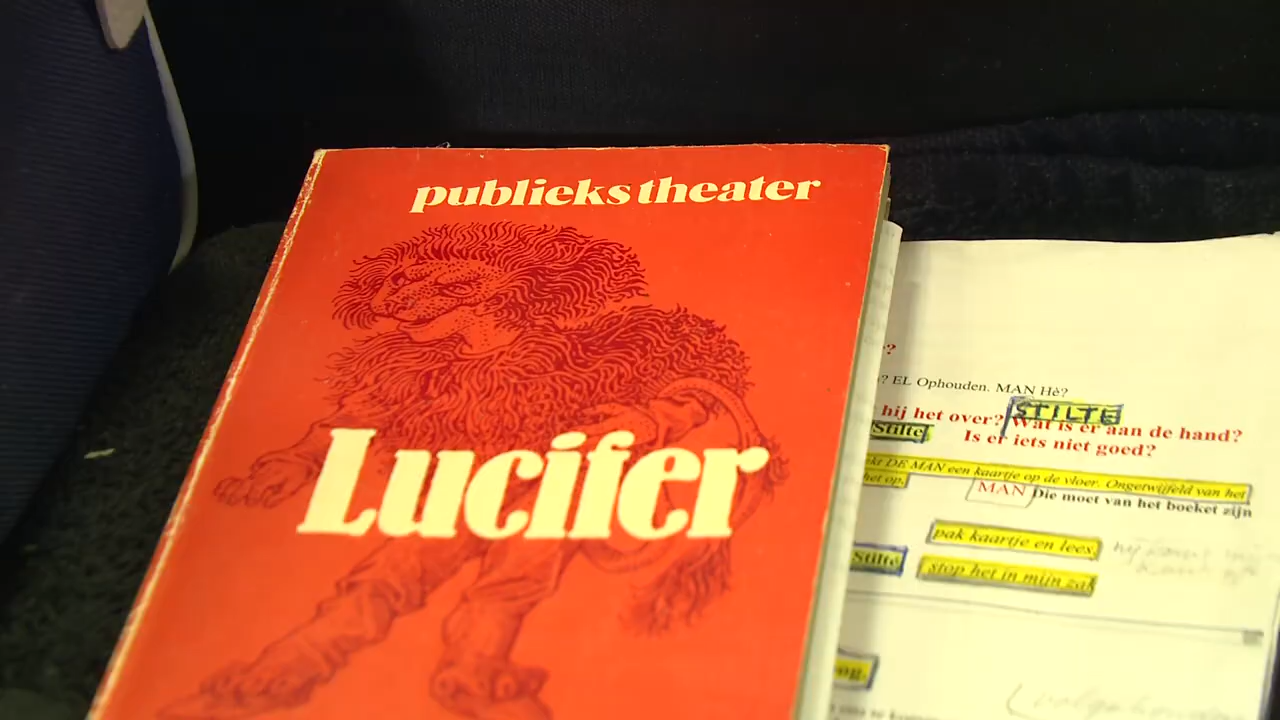 publieks theater
Lucifer
?
? EL Ophouden. MAN Hè?
STILTE
hij het over? Wat is er aan de hand?
Stilte
Is er iets niet goed?
DE MAN een kaartje op de vloer. Ongetwijfeld van het
het op.
MAN Die moet van het boeket zijn
pak kaartje en lees.
Stilte
stop het in mijn zak